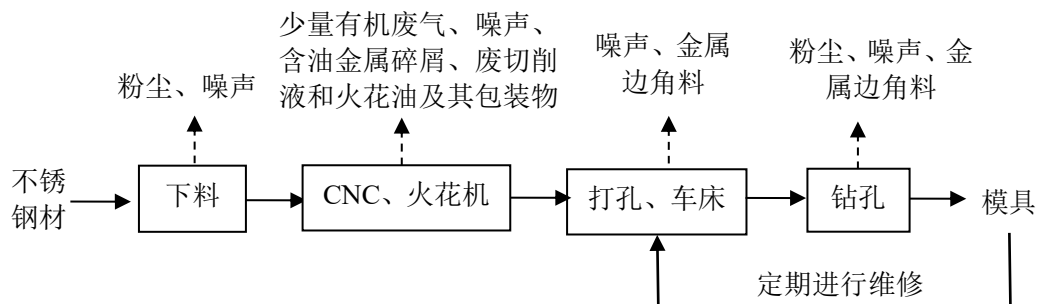 少量有机废气、噪声、
含油金属碎屑、废切削
液和火花油及其包装物
粉尘、噪声
噪声、金属
边角料
粉尘、噪声、金
属边角料
不锈
钢材
下料
CNC、火花机
打孔、车床
钻孔
模具
定期进行维修